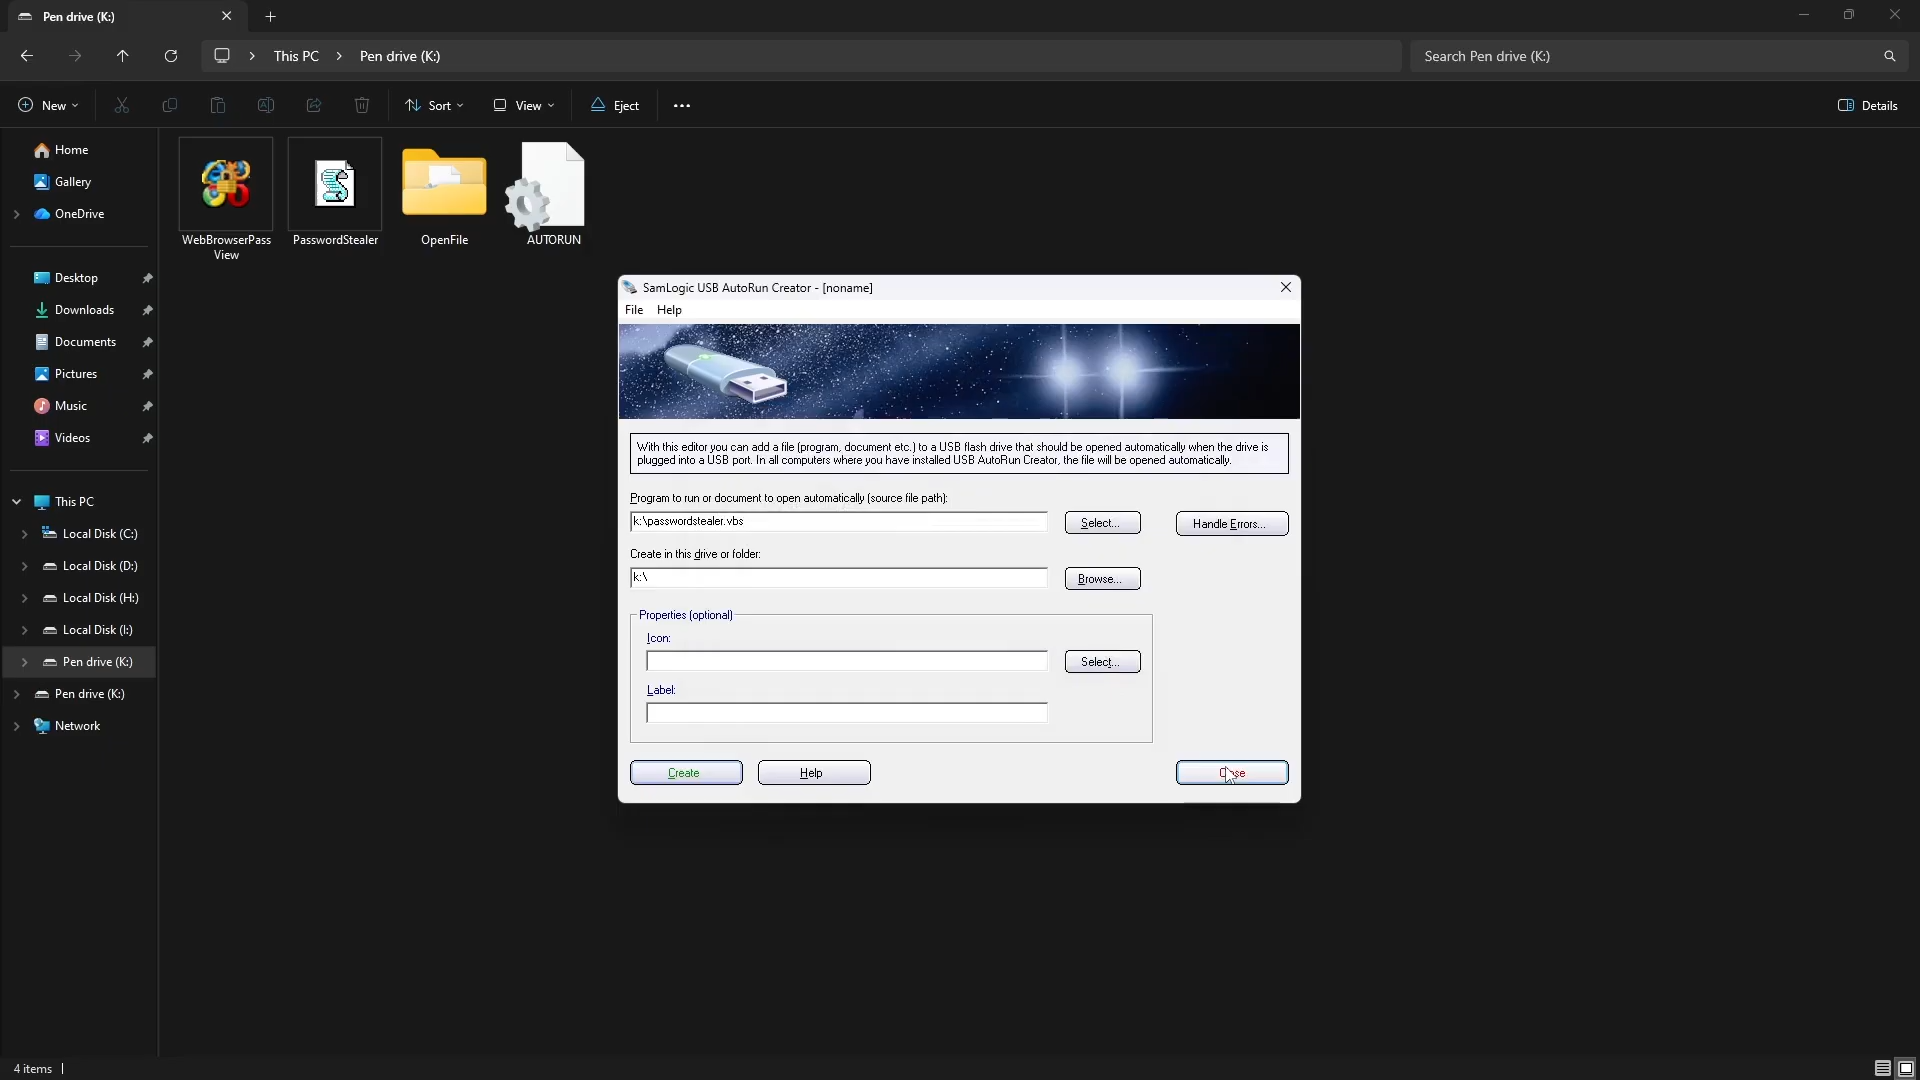 Pen drive (K:)
This PC > Pen drive (K:)
Search Pen drive (K:)
New
Sort
View
Eject
Details
Home
Gallery
OneDrive
Desktop
Downloads
Documents
Pictures
Music
Videos
This PC
Local Disk (C:)
Local Disk (D:)
Local Disk (H:)
Local Disk (I:)
Pen drive (K:)
Pen drive (K:)
Network
WebBrowserPass
View
PasswordStealer
OpenFile
AUTORUN
SamLogic USB AutoRun Creator - [noname]
File Help
With this editor you can add a file (program, document etc.) to a USB flash drive that should be opened automatically when the drive is
plugged into a USB port. In all computers where you have installed USB AutoRun Creator, the file will be opened automatically.
Program to run or document to open automatically (source file path):
k:\passwordstealer.vbs
Select...
Handle Errors...
Create in this drive or folder:
k:\
Browse...
Properties (optional)
Icon:
Select...
Label:
Create
Help
4 items